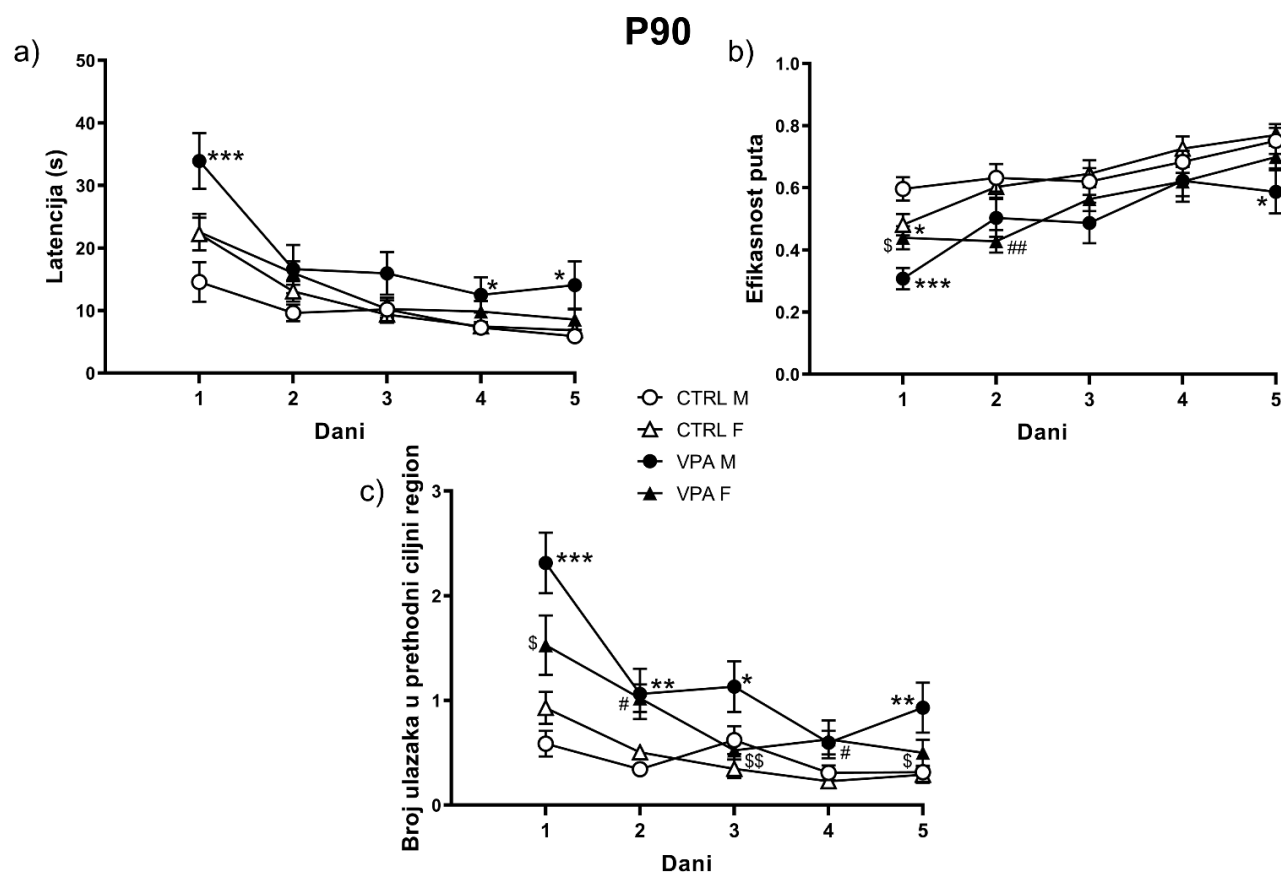 P90
a)
Latencija (s)
50
40
30
20
10
0
***
*
*
1 2 3 4 5
Dani
b)
Efikasnost puta
1.0
0.8
0.6
0.4
0.2
0.0
*
$
***
##
*
1 2 3 4 5
Dani
CTRL M
CTRL F
VPA M
VPA F
c)
Broj ulazaka u prethodni ciljni region
3
2
1
0
***
$
**
#
*
$$
#
**
$
1 2 3 4 5
Dani